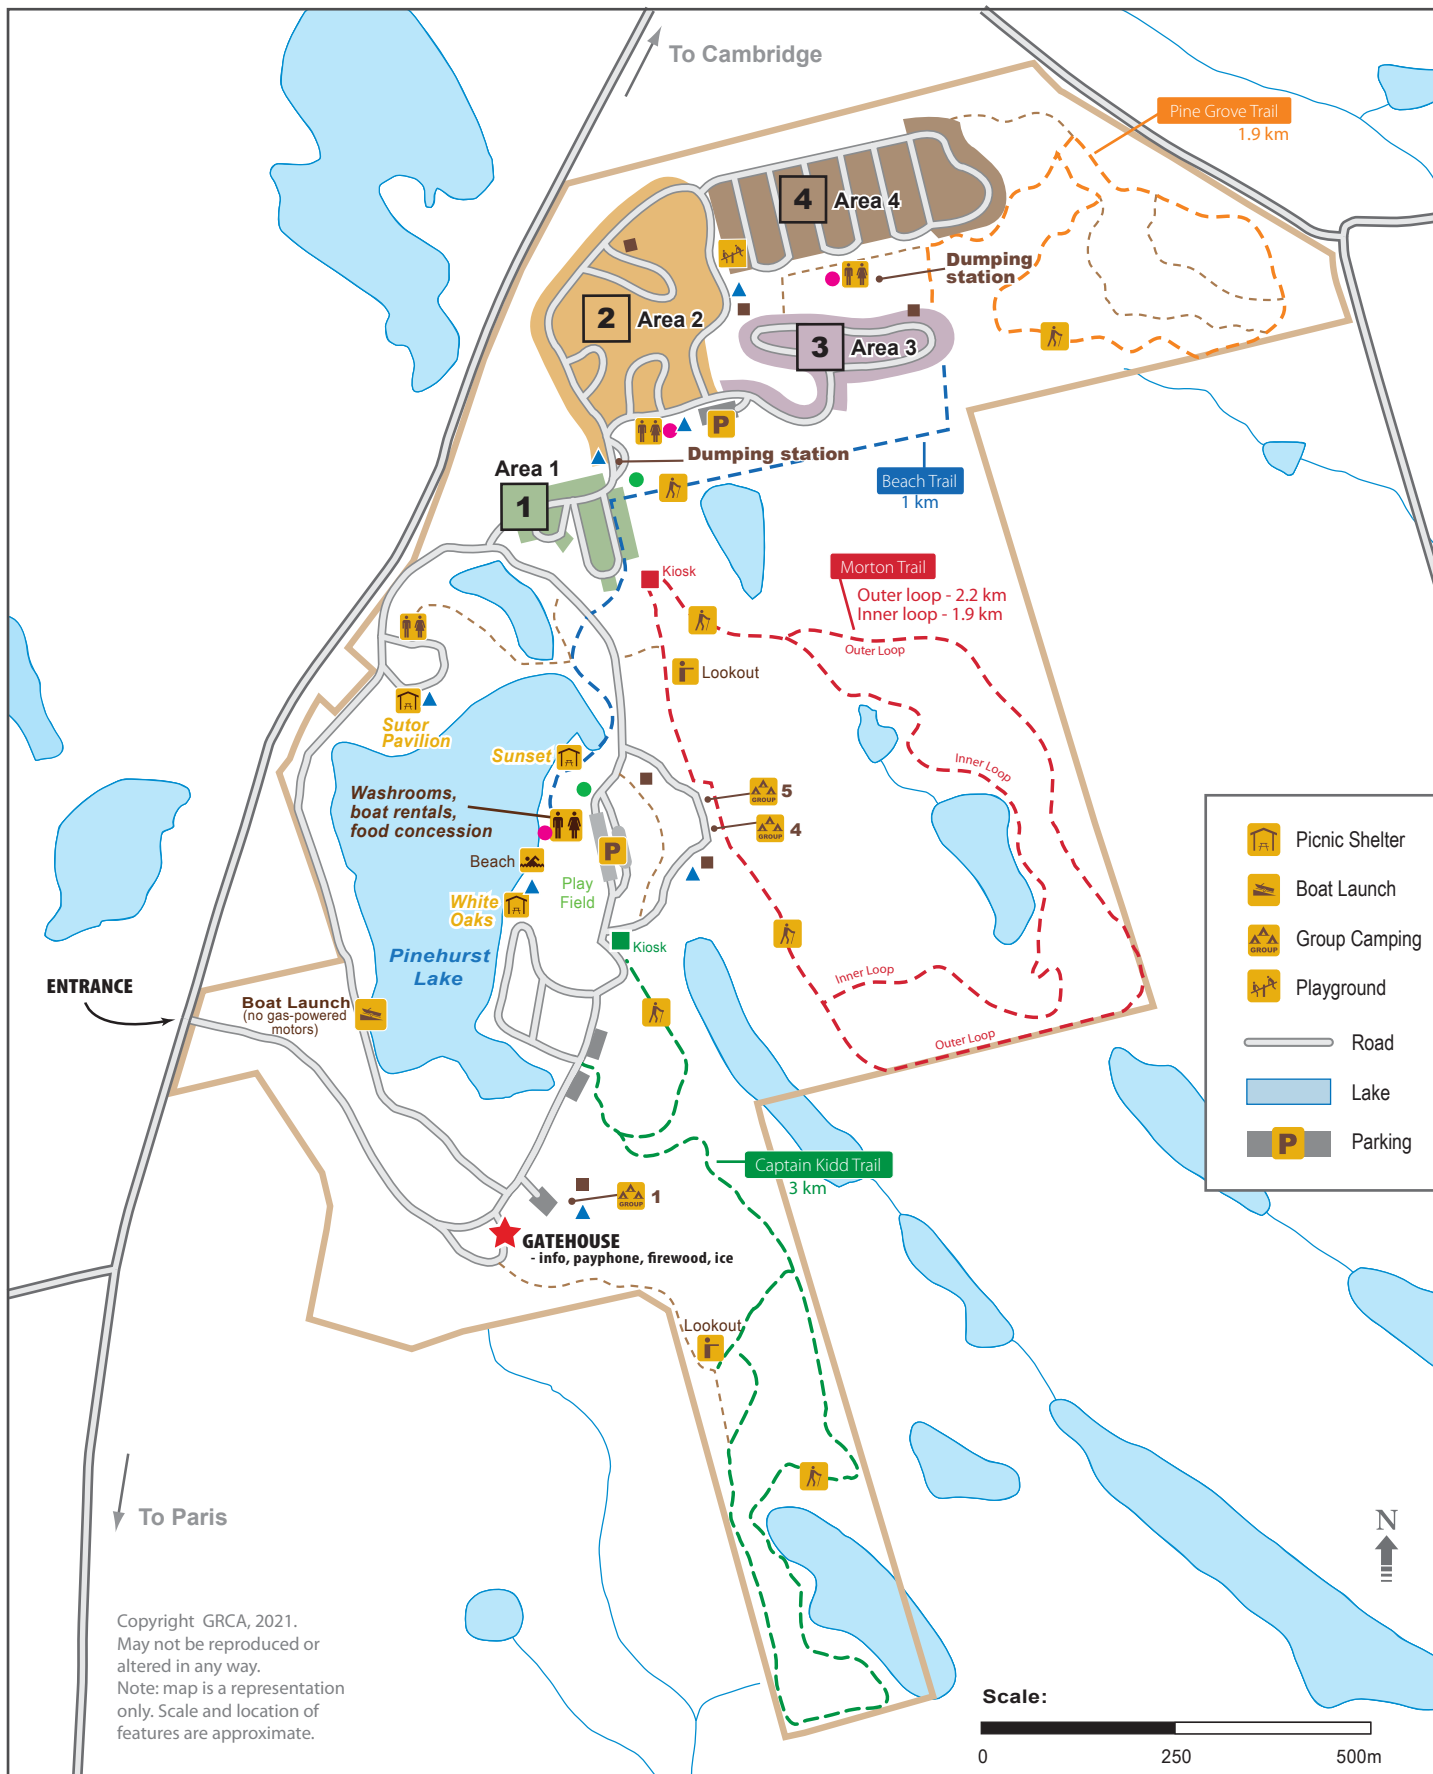 To Cambridge
Pine Grove Trail
1.9 km
4
Area 4
Dumping
station
2
Area 2
3
Area 3
P
Dumping station
Area 1
1
Beach Trail
1 km
Kiosk
Morton Trail
Outer loop - 2.2 km
Inner loop - 1.9 km
Outer Loop
Lookout
Sutor
Pavilion
Sunset
Inner Loop
Washrooms,
boat rentals,
food concession
GROUP
5
GROUP
4
P
Beach
Play
Field
White
Oaks
Kiosk
Pinehurst
Lake
Inner Loop
Outer Loop
ENTRANCE
Boat Launch
(no gas-powered
motors)
Picnic Shelter
Boat Launch
GROUP
Group Camping
Playground
Road
Lake
P
Parking
Captain Kidd Trail
3 km
GROUP
1
GATEHOUSE
- info, payphone, firewood, ice
Lookout
To Paris
N
Copyright GRCA, 2021.
May not be reproduced or
altered in any way.
Note: map is a representation
only. Scale and location of
features are approximate.
Scale:
0 250 500m